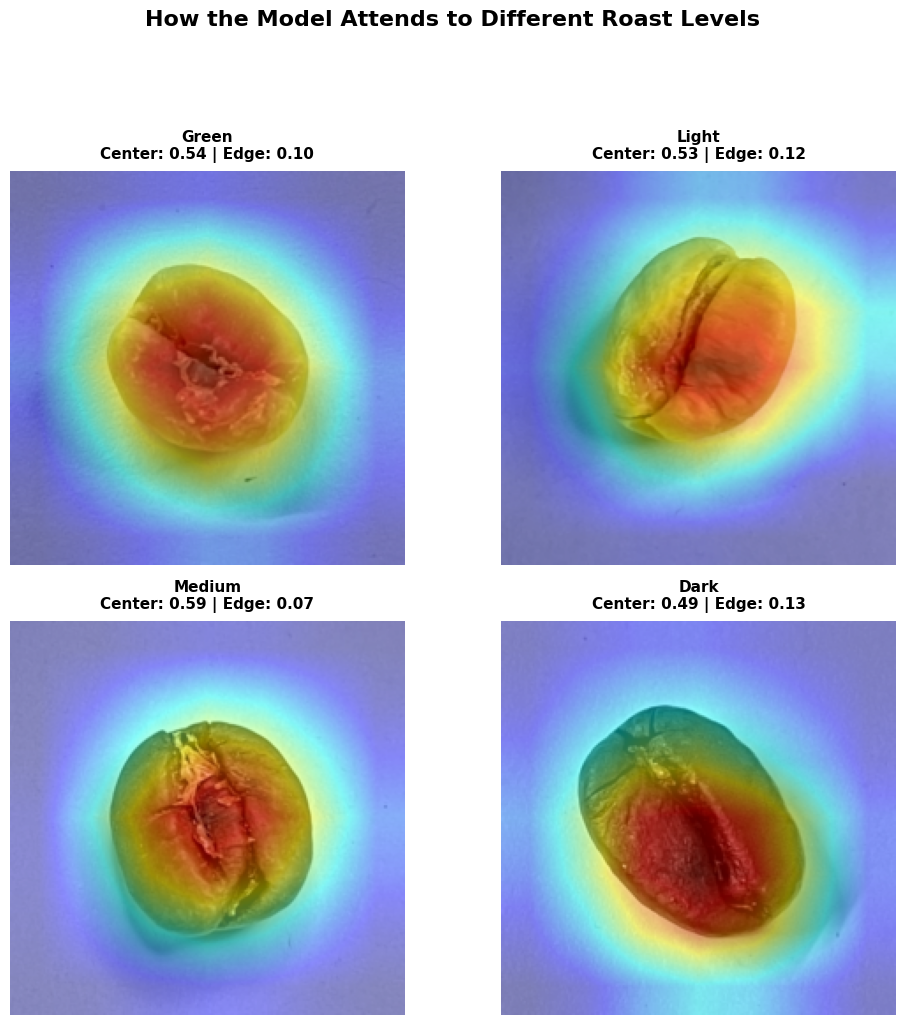 How the Model Attends to Different Roast Levels
Green
Center: 0.54 | Edge: 0.10
Light
Center: 0.53 | Edge: 0.12
Medium
Center: 0.59 | Edge: 0.07
Dark
Center: 0.49 | Edge: 0.13